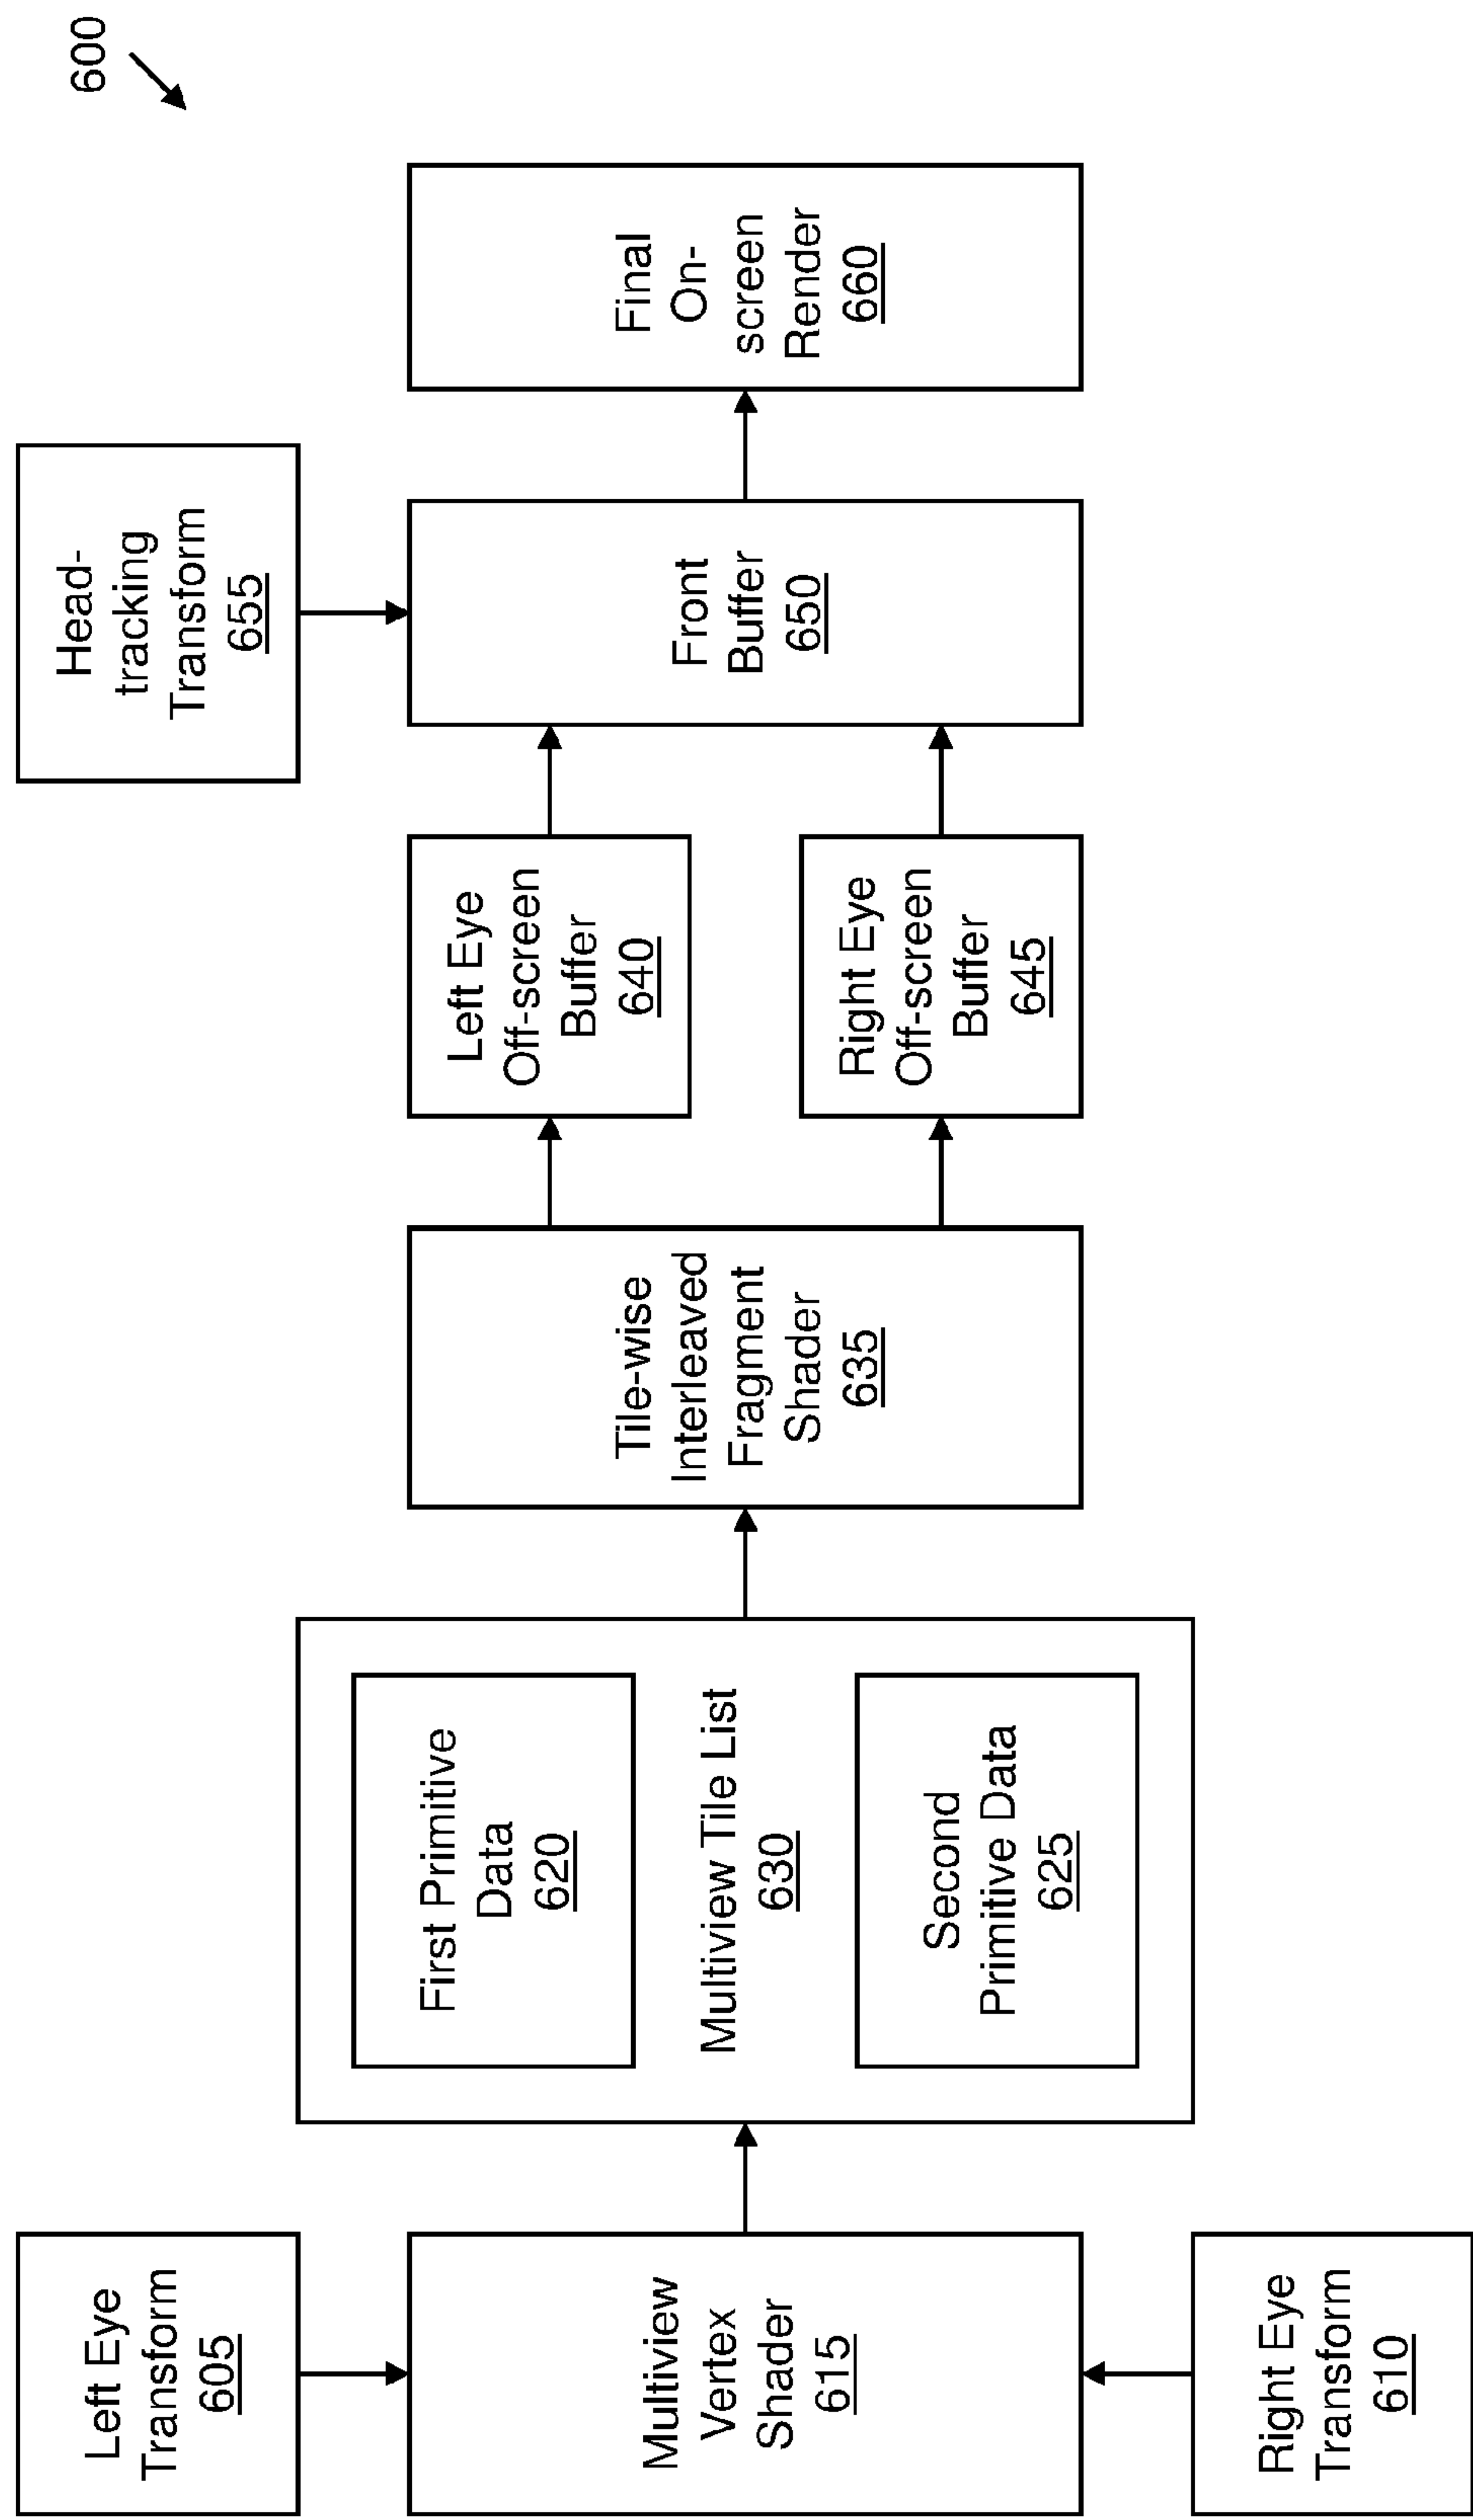 600
Left Eye
Transform
605
Multiview
Vertex
Shader
615
Right Eye
Transform
610
First Primitive
Data
620
Multiview Tile List
630
Second
Primitive Data
625
Tile-wise
Interleaved
Fragment
Shader
635
Left Eye
Off-screen
Buffer
640
Right Eye
Off-screen
Buffer
645
Head-
tracking
Transform
655
Front
Buffer
650
Final
On-
screen
Render
660